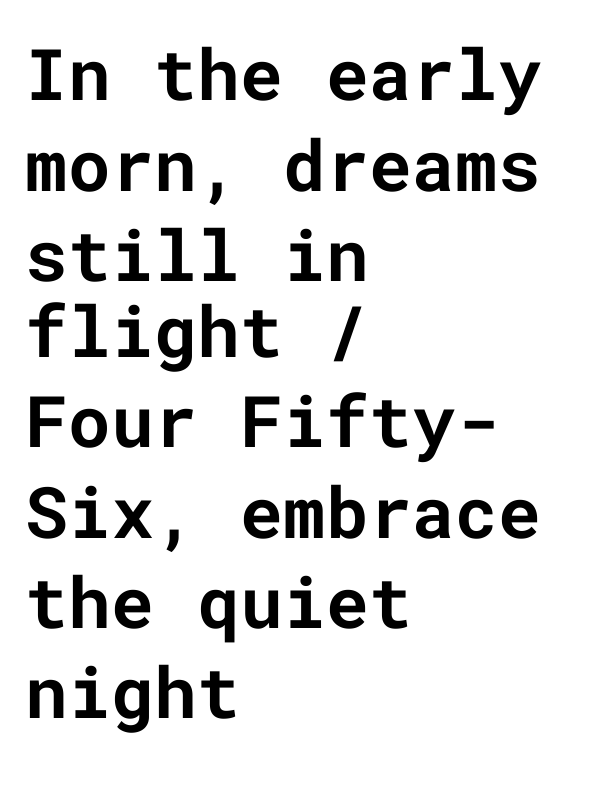 In the early
morn, dreams
still in
flight /
Four Fifty-
Six, embrace
the quiet
night